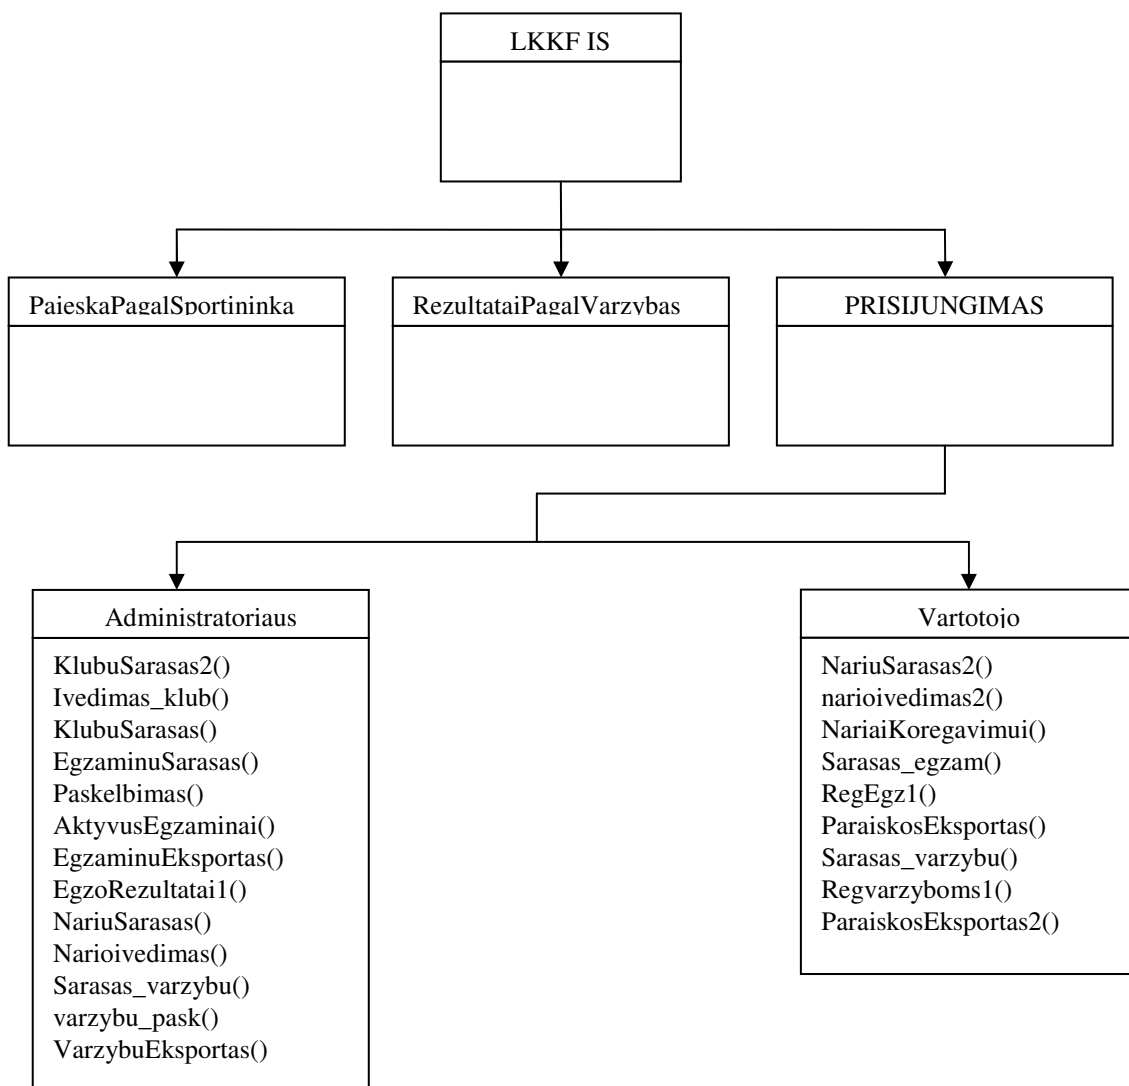 LKKF IS
PaieskaPagalSportininka
RezultataiPagalVarzybas
PRISIJUNGIMAS
Administratoriaus
KlubuSarasas2()
Ivedimas_klub()
KlubuSarasas()
EgzaminuSarasas()
Paskelbimas()
AktyvusEgzaminai()
EgzaminuEksportas()
EgzoRezultatai1()
NariuSarasas()
Narioivedimas()
Sarasas_varzybu()
varzybu_pask()
VarzybuEksportas()
Vartotojo
NariuSarasas2()
narioivedimas2()
NariaiKoregavimui()
Sarasas_egzam()
RegEgz1()
ParaiskosEksportas()
Sarasas_varzybu()
Regvarzyboms1()
ParaiskosEksportas2()